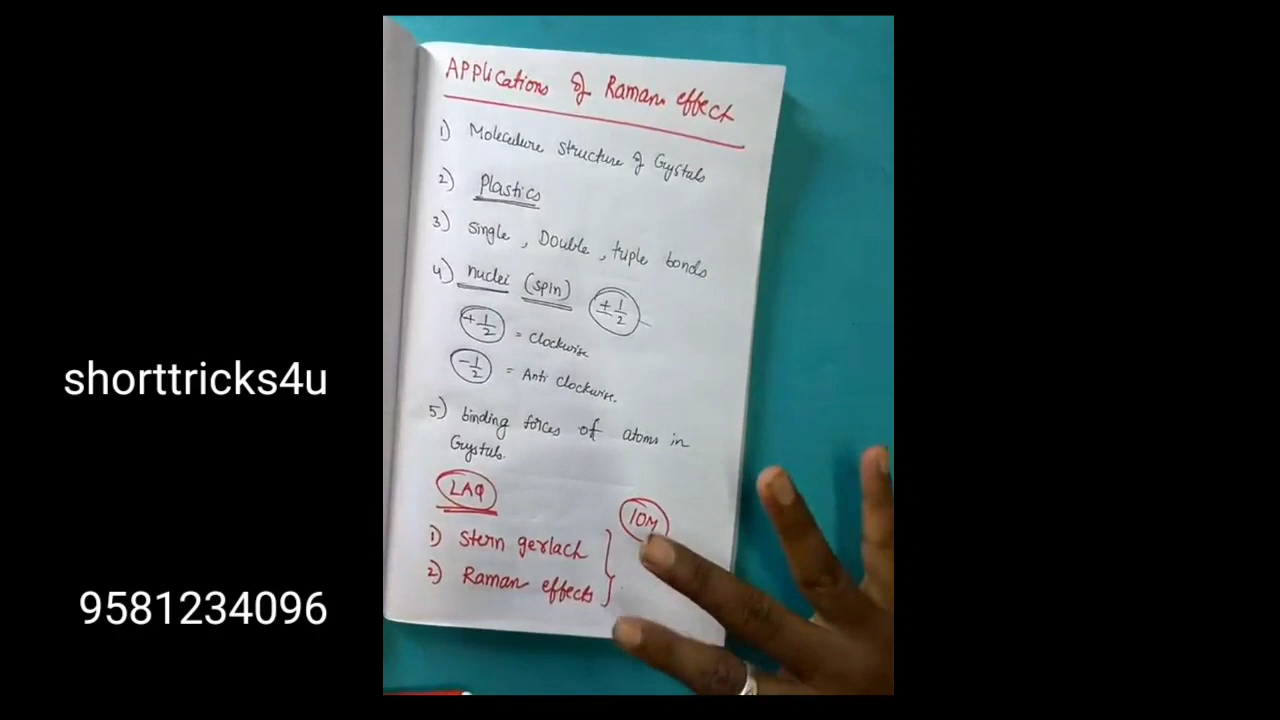 APPlications of Raman effect
1) Moleculure structure of Crystals
2) Plastics
3) Single, Double, triple bonds
4) nuclei (spin) ±1/2
+1/2 = clockwise
-1/2 = Anti clockwise.
5) binding forces of atoms in
Crystals.
LAQ
1) Stern gerlach
2) Raman effects
10M
shorttricks4u
9581234096